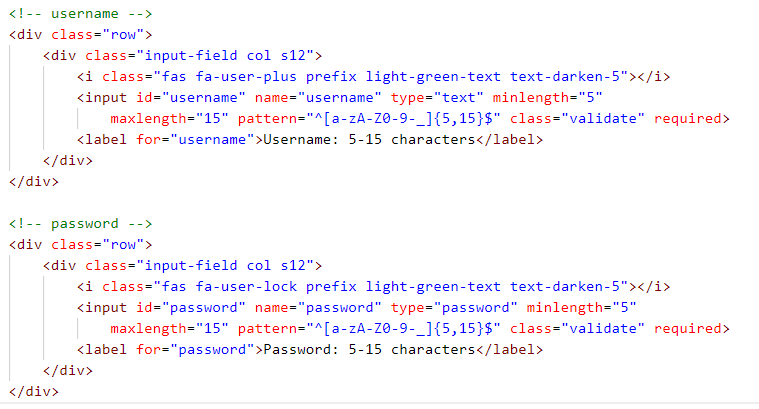 <!-- username -->
<div class="row">
    <div class="input-field col s12">
        <i class="fas fa-user-plus prefix light-green-text text-darken-5"></i>
        <input id="username" name="username" type="text" minlength="5"
            maxlength="15" pattern="^[a-zA-Z0-9-_]{5,15}$" class="validate" required>
        <label for="username">Username: 5-15 characters</label>
    </div>
</div>

<!-- password -->
<div class="row">
    <div class="input-field col s12">
        <i class="fas fa-user-lock prefix light-green-text text-darken-5"></i>
        <input id="password" name="password" type="password" minlength="5"
            maxlength="15" pattern="^[a-zA-Z0-9-_]{5,15}$" class="validate" required>
        <label for="password">Password: 5-15 characters</label>
    </div>
</div>